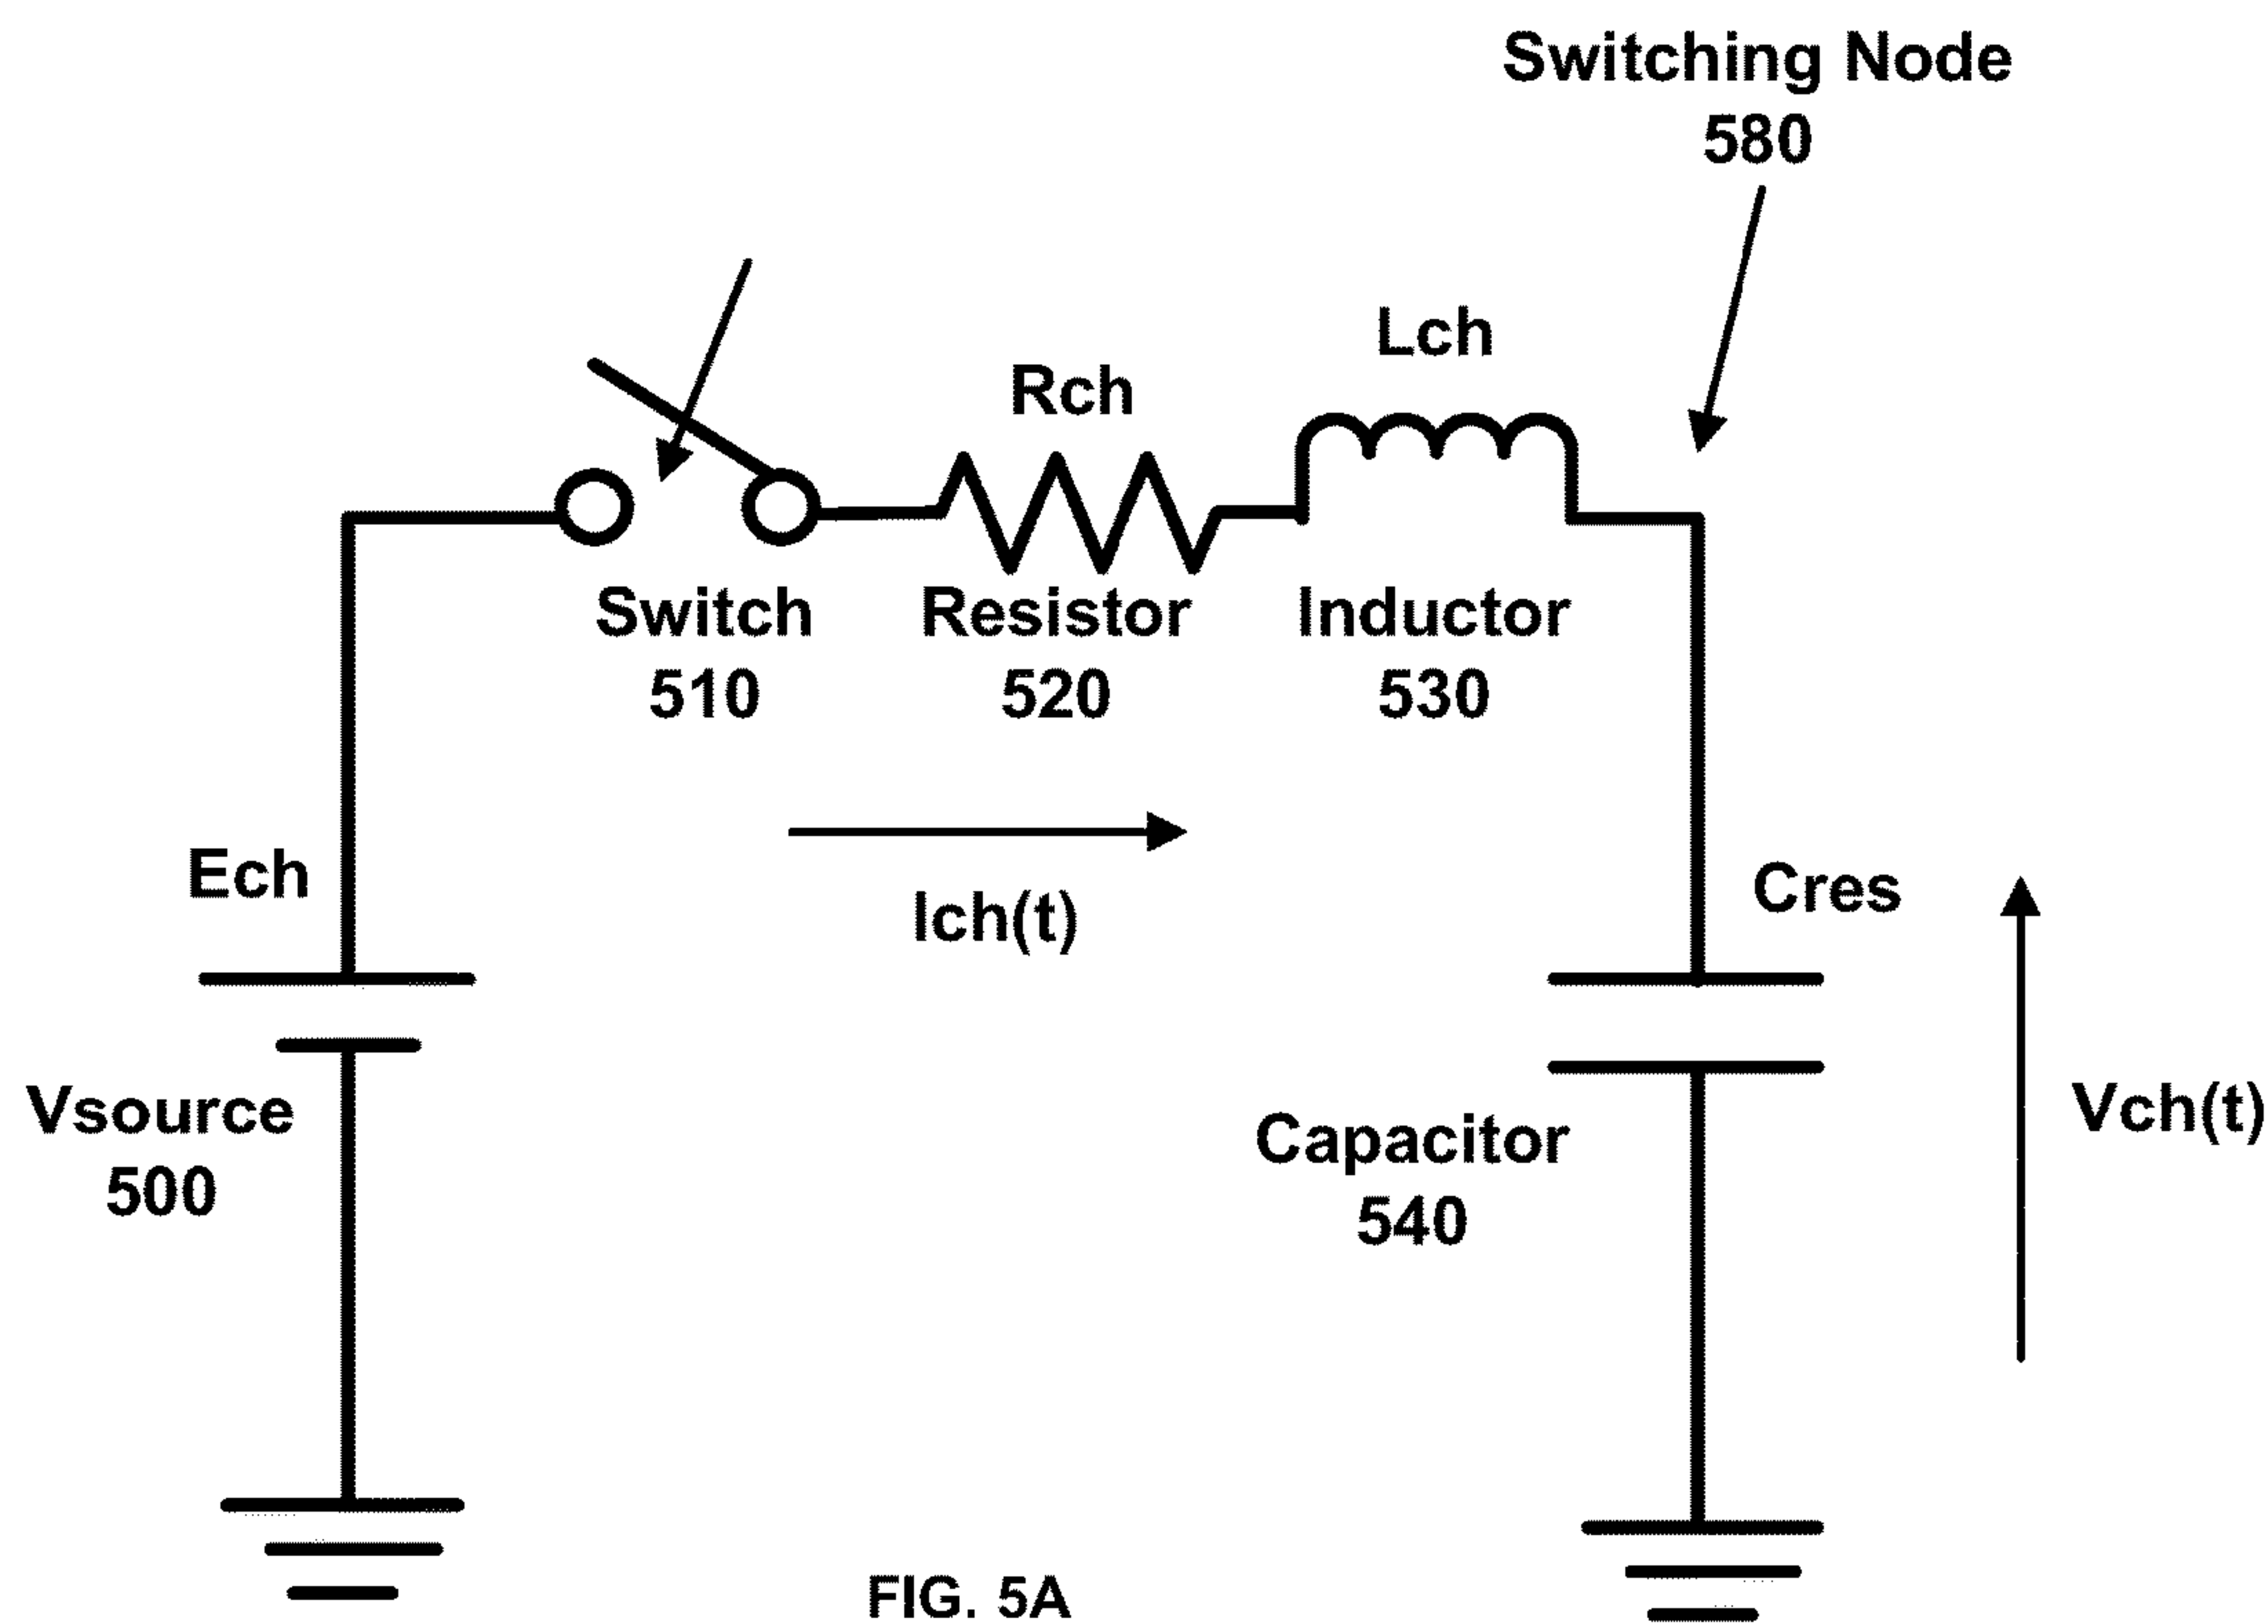 Switching Node
580
Lch
Rch
Switch
510
Resistor
520
Inductor
530
Ech
Ich(t)
Cres
Vsource
500
Capacitor
540
Vch(t)
FIG. 5A